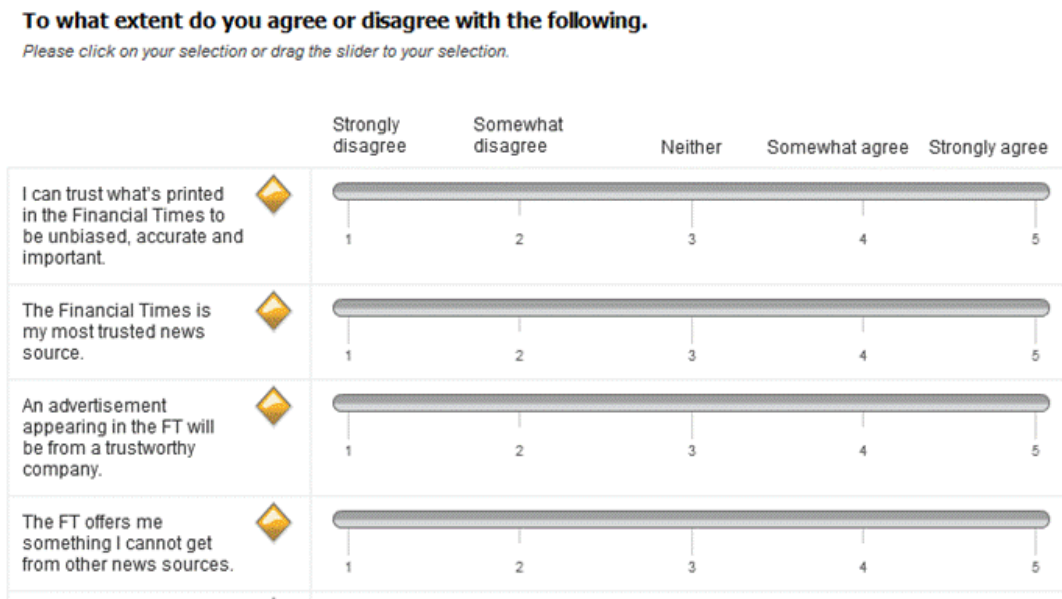 To what extent do you agree or disagree with the following.
Please click on your selection or drag the slider to your selection.
Strongly disagree
Somewhat disagree
Neither
Somewhat agree
Strongly agree
I can trust what's printed
in the Financial Times to
be unbiased, accurate and
important.
1 2 3 4 5
The Financial Times is
my most trusted news
source.
1 2 3 4 5
An advertisement
appearing in the FT will
be from a trustworthy
company.
1 2 3 4 5
The FT offers me
something I cannot get
from other news sources.
1 2 3 4 5